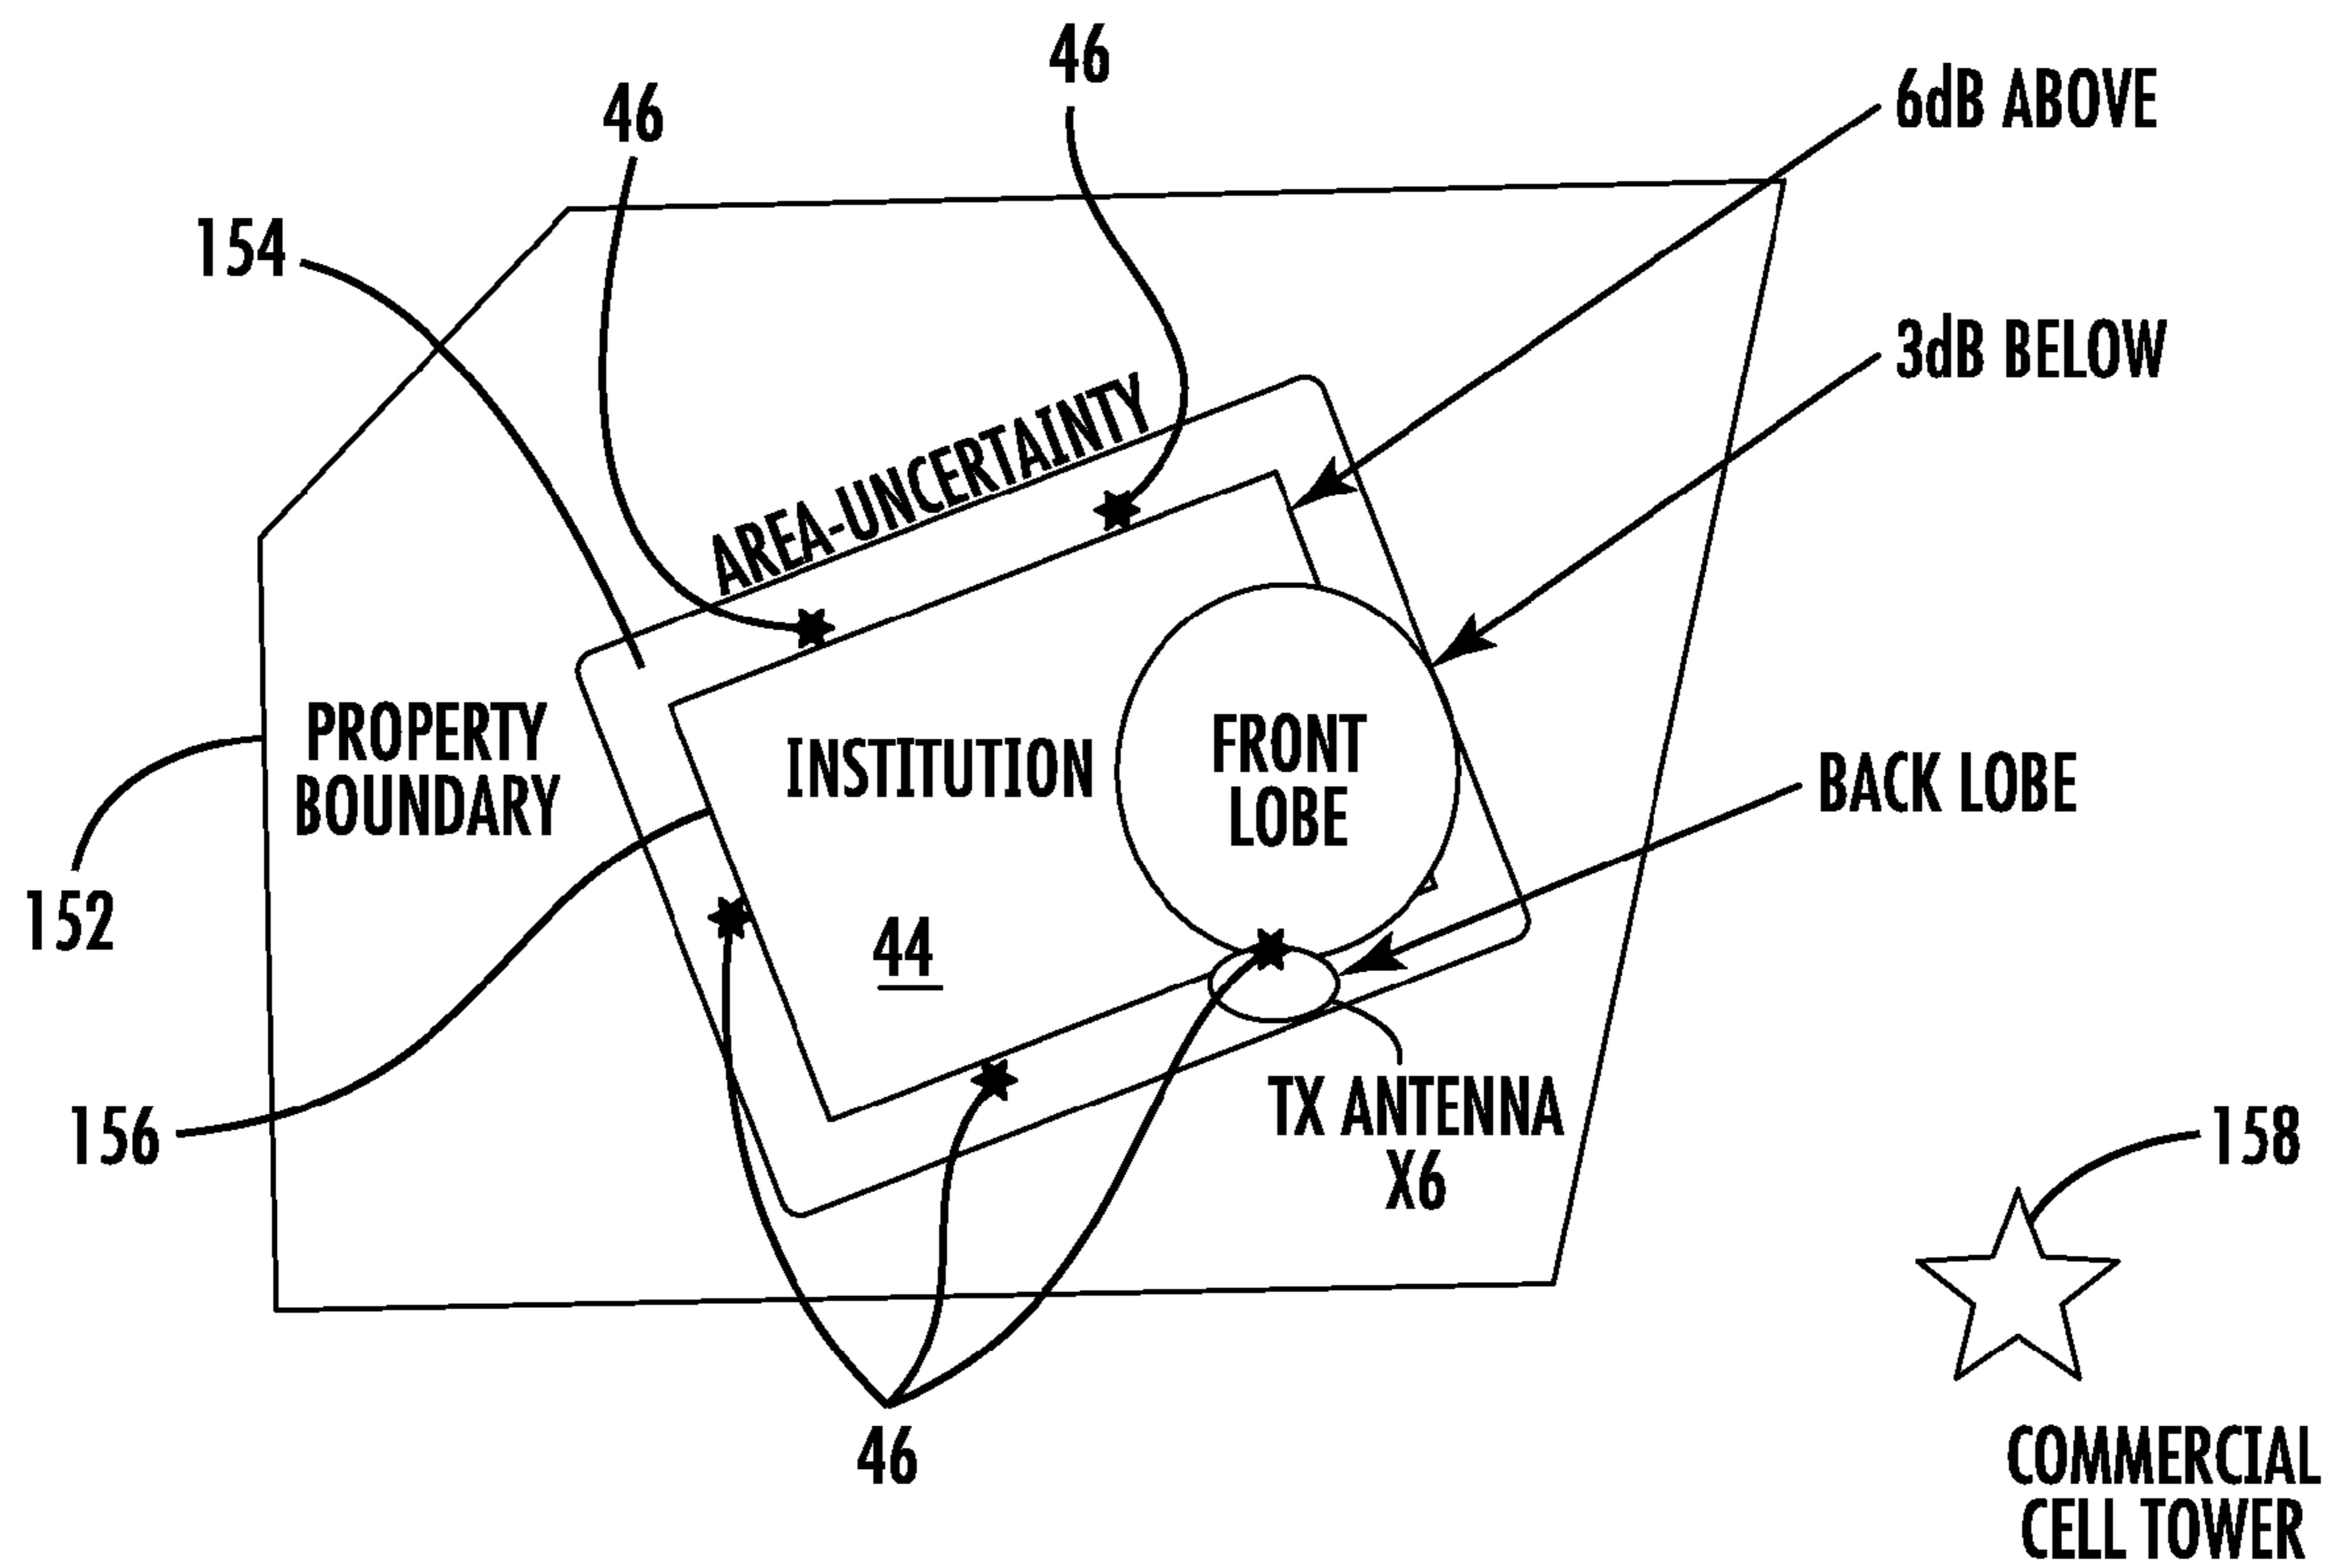 46
46
6dB ABOVE
154
3dB BELOW
AREA-UNCERTAINTY
PROPERTY
BOUNDARY
INSTITUTION
FRONT
LOBE
BACK LOBE
152
44
TX ANTENNA
X6
156
158
46
COMMERCIAL
CELL TOWER